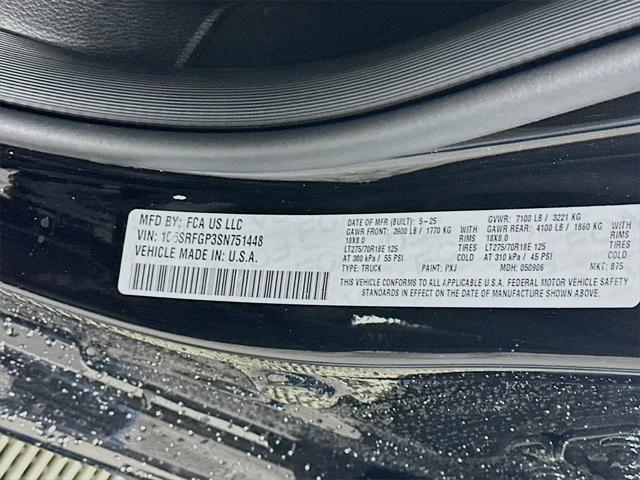 MFD BY: FCA US LLC
VIN: 1C6SRFGP3SN751448
VEHICLE MADE IN: U.S.A.
DATE OF MFR (BUILT): 5-25
GVWR: 7100 LB / 3221 KG
GAWR FRONT: 3900 LB / 1770 KG WITH
GAWR REAR: 4100 LB / 1860 KG WITH
18X8.0 RIMS
18X8.0 RIMS
LT275/70R18E 125 TIRES
LT275/70R18E 125 TIRES
AT 380 kPa / 55 PSI COLD
AT 310 kPa / 45 PSI COLD
TYPE: TRUCK PAINT: PXJ MDH: 050906 MKT: 875
THIS VEHICLE CONFORMS TO ALL APPLICABLE U.S.A. FEDERAL MOTOR VEHICLE SAFETY
STANDARDS IN EFFECT ON THE DATE OF MANUFACTURE SHOWN ABOVE.